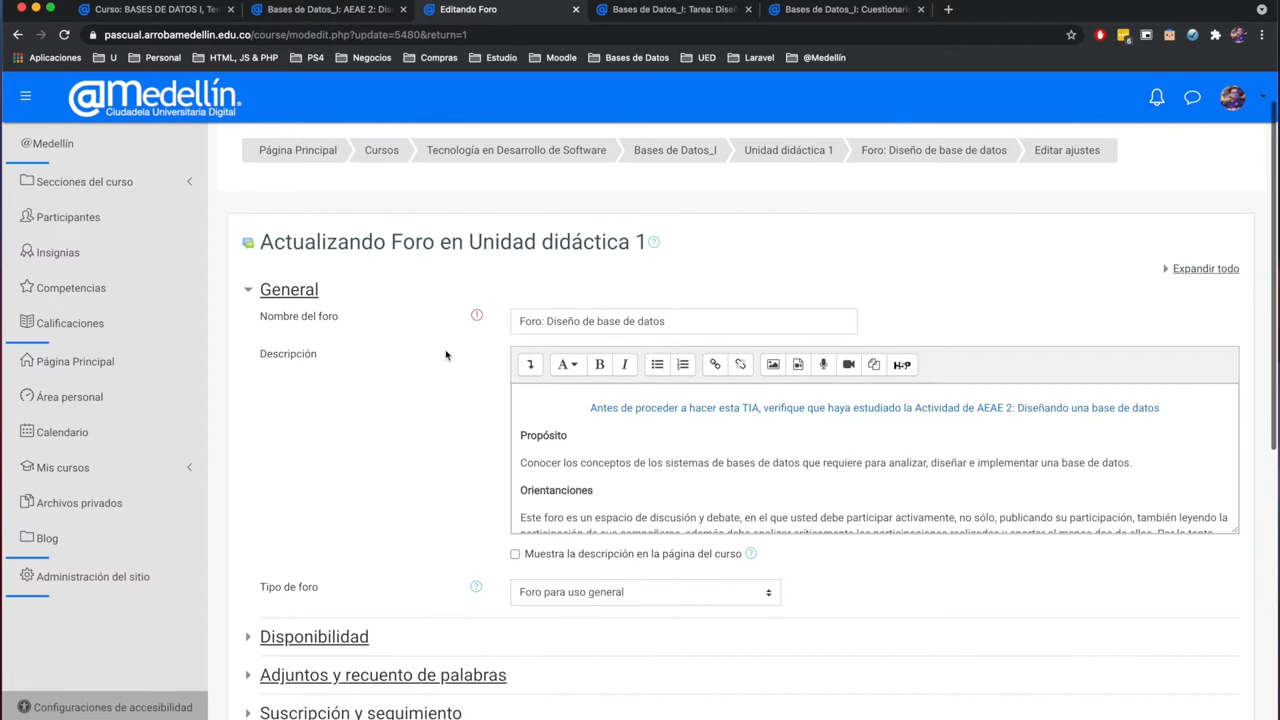 Curso: BASES DE DATOS I, Te
Bases de Datos_I: AEAE 2: Dis
Editando Foro
Bases de Datos_I: Tarea: Diseñ
Bases de Datos_I: Cuestionari
pascual.arrobamedellin.edu.co/course/modedit.php?update=5480&return=1
6
Aplicaciones
U
Personal
HTML, JS & PHP
PS4
Negocios
Compras
Estudio
Moodle
Bases de Datos
UED
Laravel
@Medellín
@Medellín.
Ciudadela Universitaria Digital
@Medellín
Secciones del curso
Participantes
Insignias
Competencias
Calificaciones
Página Principal
Área personal
Calendario
Mis cursos
Archivos privados
Blog
Administración del sitio
Configuraciones de accesibilidad
Página Principal
Cursos
Tecnología en Desarrollo de Software
Bases de Datos_I
Unidad didáctica 1
Foro: Diseño de base de datos
Editar ajustes
Actualizando Foro en Unidad didáctica 1
Expandir todo
General
Nombre del foro
Foro: Diseño de base de datos
Descripción
A B I H-P
Antes de proceder a hacer esta TIA, verifique que haya estudiado la Actividad de AEAE 2: Diseñando una base de datos
Propósito
Conocer los conceptos de los sistemas de bases de datos que requiere para analizar, diseñar e implementar una base de datos.
Orientanciones
Este foro es un espacio de discusión y debate, en el que usted debe participar activamente, no sólo, publicando su participación, también leyendo la
Muestra la descripción en la página del curso
Tipo de foro
Foro para uso general
Disponibilidad
Adjuntos y recuento de palabras
Suscripción y seguimiento